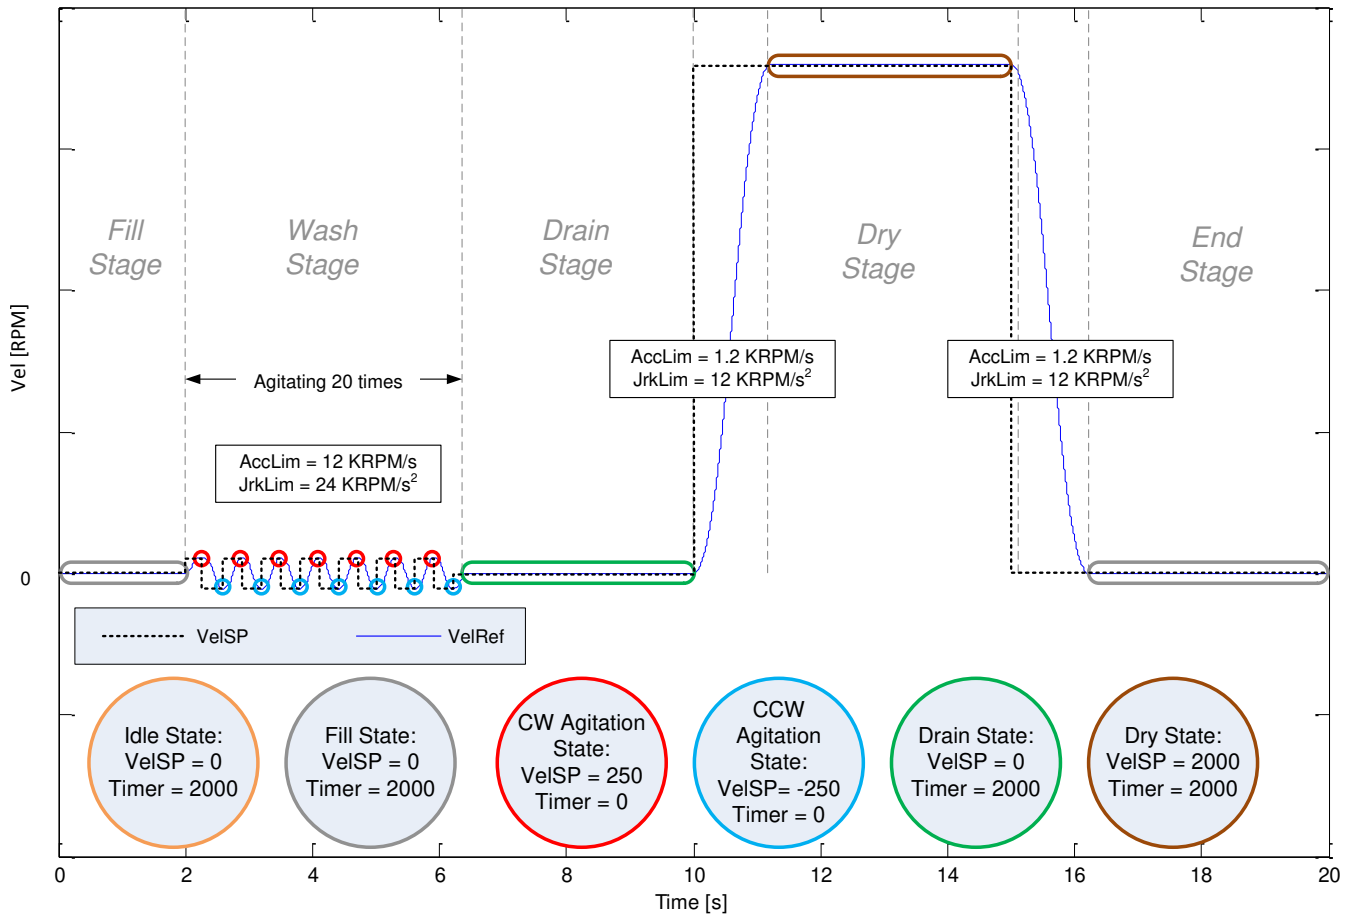 Fill
Stage
Wash
Stage
Drain
Stage
Dry
Stage
End
Stage
Vel [RPM]
AccLim = 1.2 KRPM/s
JrkLim = 12 KRPM/s²
AccLim = 1.2 KRPM/s
JrkLim = 12 KRPM/s²
Agitating 20 times
AccLim = 12 KRPM/s
JrkLim = 24 KRPM/s²
0
VelSP
VelRef
Idle State:
VelSP = 0
Timer = 2000
Fill State:
VelSP = 0
Timer = 2000
CW Agitation
State:
VelSP = 250
Timer = 0
CCW
Agitation
State:
VelSP= -250
Timer = 0
Drain State:
VelSP = 0
Timer = 2000
Dry State:
VelSP = 2000
Timer = 2000
0 2 4 6 8 10 12 14 16 18 20
Time [s]